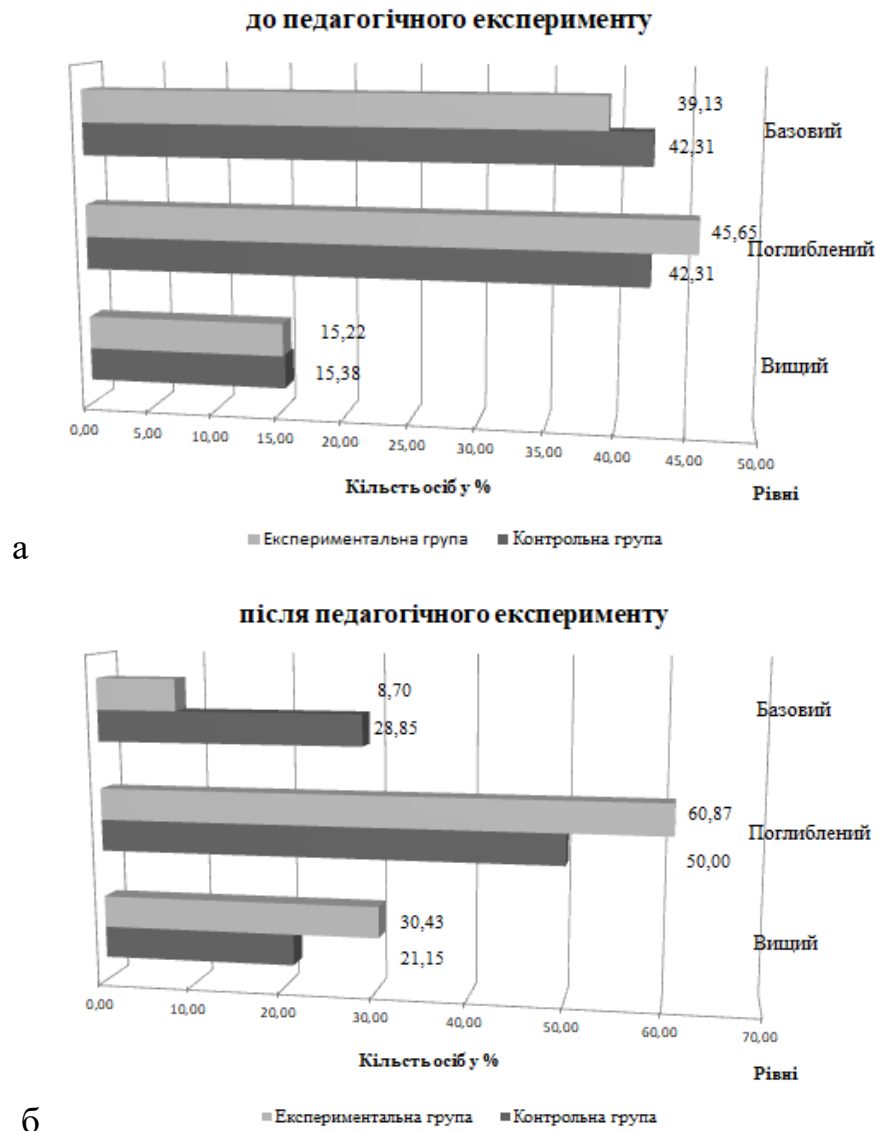 до педагогічного експерименту
39,13
Базовий
42,31
45,65
Поглиблений
42,31
15,22
Вищий
15,38
0,00 5,00 10,00 15,00 20,00 25,00 30,00 35,00 40,00 45,00 50,00
Кільсть осіб у %
Рівні
Експериментальна група Контрольна група
а
після педагогічного експерименту
8,70
Базовий
28,85
60,87
Поглиблений
50,00
30,43
Вищий
21,15
0,00 10,00 20,00 30,00 40,00 50,00 60,00 70,00
Кільсть осіб у %
Рівні
Експериментальна група Контрольна група
б